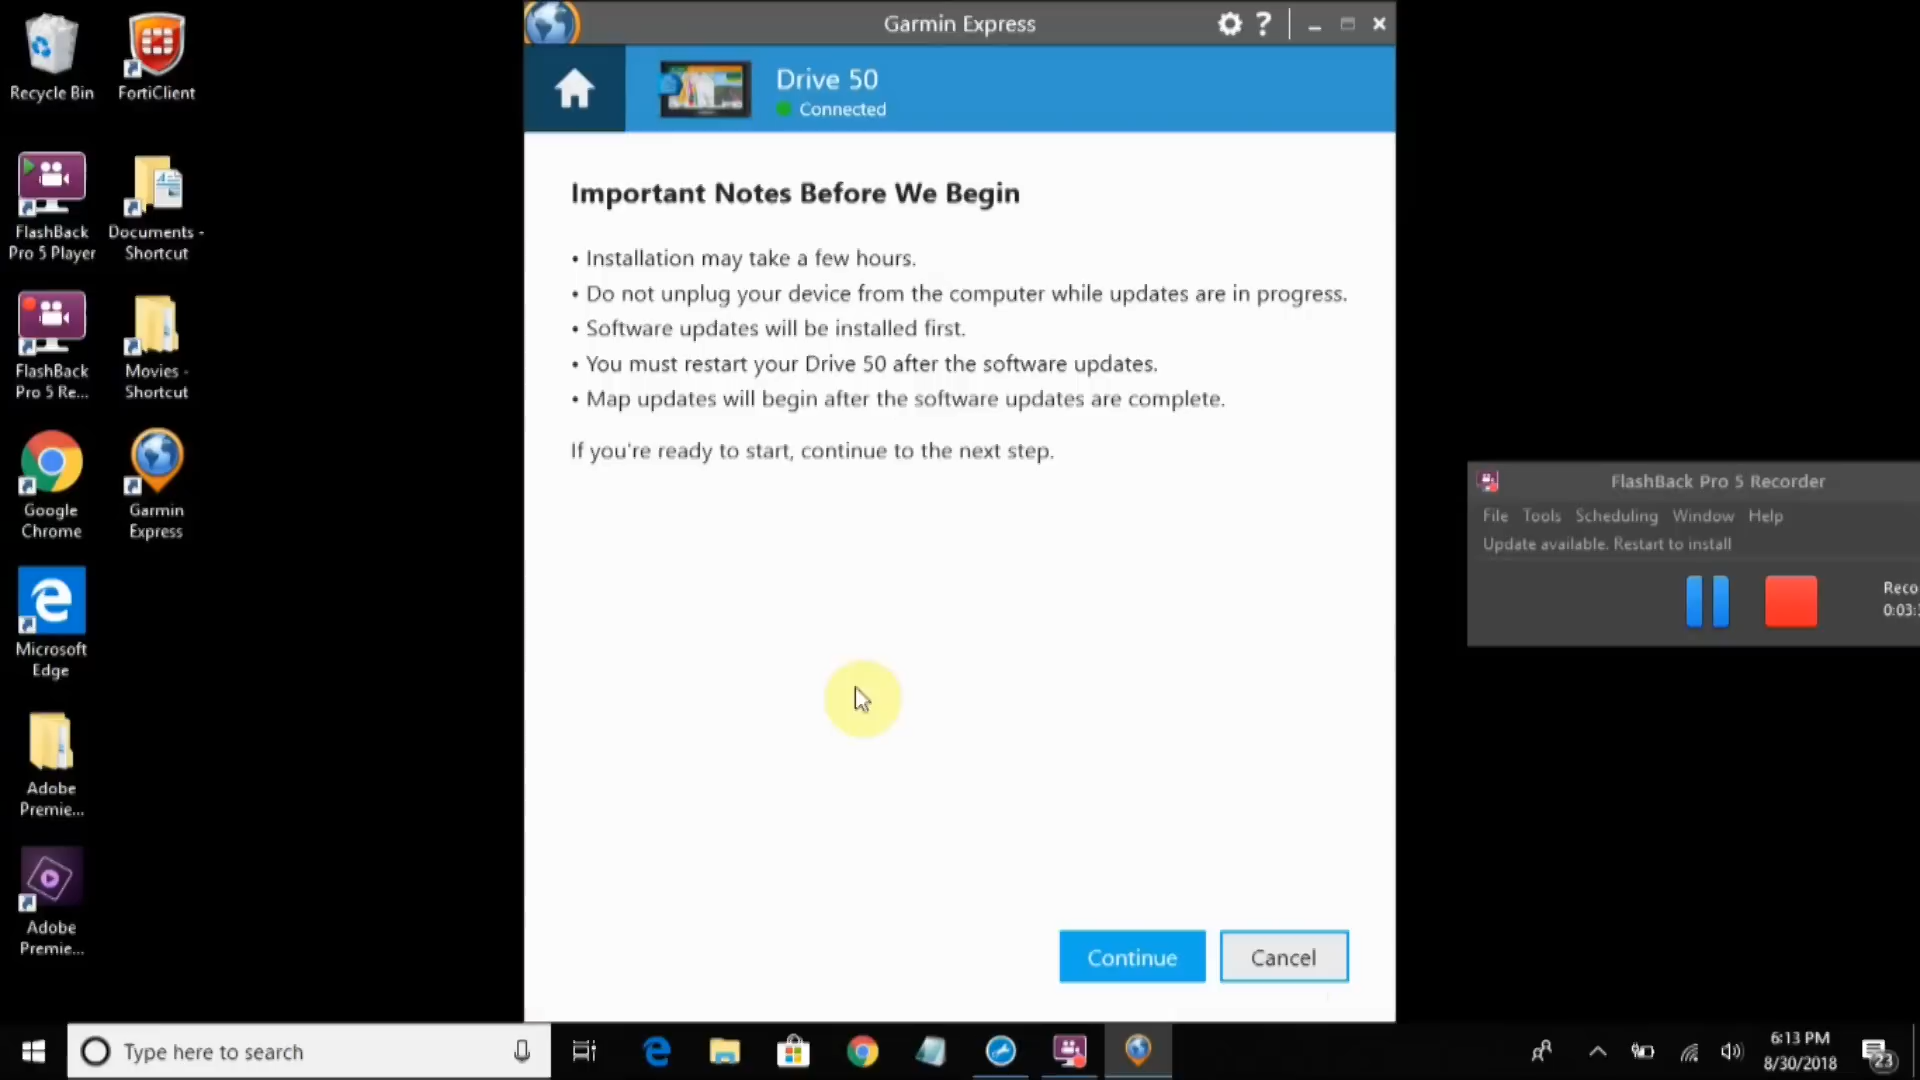 Recycle Bin
FortiClient
FlashBack
Pro 5 Player
Documents -
Shortcut
FlashBack
Pro 5 Re...
Movies -
Shortcut
Google
Chrome
Garmin
Express
Microsoft
Edge
Adobe
Premie...
Adobe
Premie...
Garmin Express
Drive 50
Connected
Important Notes Before We Begin
• Installation may take a few hours.
• Do not unplug your device from the computer while updates are in progress.
• Software updates will be installed first.
• You must restart your Drive 50 after the software updates.
• Map updates will begin after the software updates are complete.
If you're ready to start, continue to the next step.
Continue
Cancel
FlashBack Pro 5 Recorder
File Tools Scheduling Window Help
Update available. Restart to install
Reco
0:03:
Type here to search
6:13 PM
8/30/2018
23